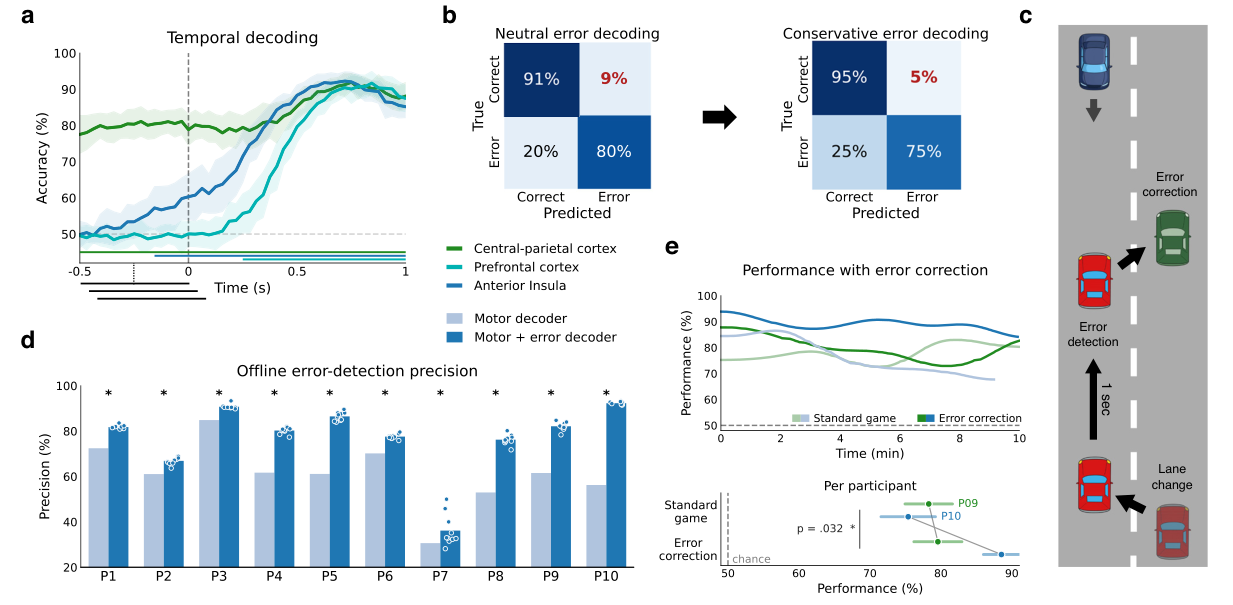 a
Temporal decoding
100
90
80
70
60
50
Accuracy (%)
-0.5
0
0.5
1
Time (s)
b
Neutral error decoding
True
Correct
Error
91%
9%
20%
80%
Correct
Error
Predicted
Conservative error decoding
True
Correct
Error
95%
5%
25%
75%
Correct
Error
Predicted
Central-parietal cortex
Prefrontal cortex
Anterior Insula
Motor decoder
Motor + error decoder
c
Error
correction
Error
detection
1 sec
Lane
change
d
Offline error-detection precision
100
80
60
40
20
Precision (%)
* * * * * * * * * *
P1 P2 P3 P4 P5 P6 P7 P8 P9 P10
e
Performance with error correction
100
90
80
70
60
50
Performance (%)
Standard game
Error correction
0 2 4 6 8 10
Time (min)
Per participant
Standard
game
Error
correction
P09
P10
p = .032 *
chance
50 60 70 80 90
Performance (%)